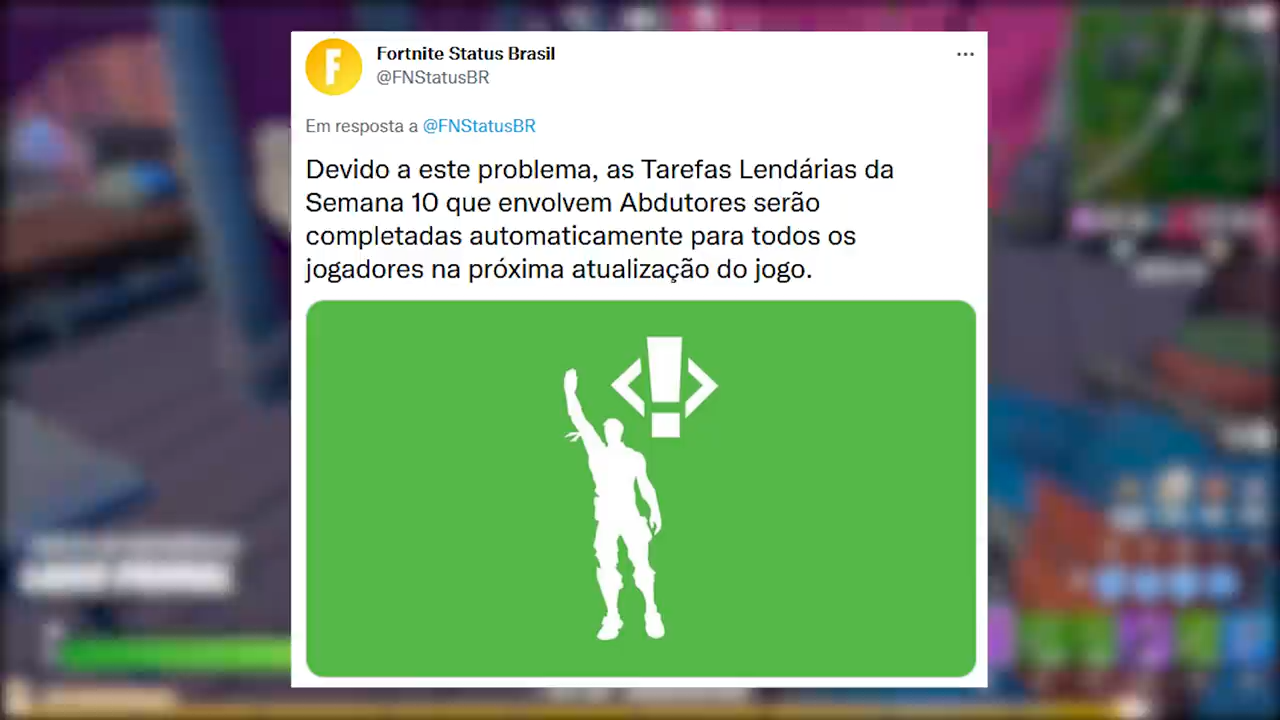 Fortnite Status Brasil
@FNStatusBR
Em resposta a @FNStatusBR
Devido a este problema, as Tarefas Lendárias da
Semana 10 que envolvem Abdutores serão
completadas automaticamente para todos os
jogadores na próxima atualização do jogo.